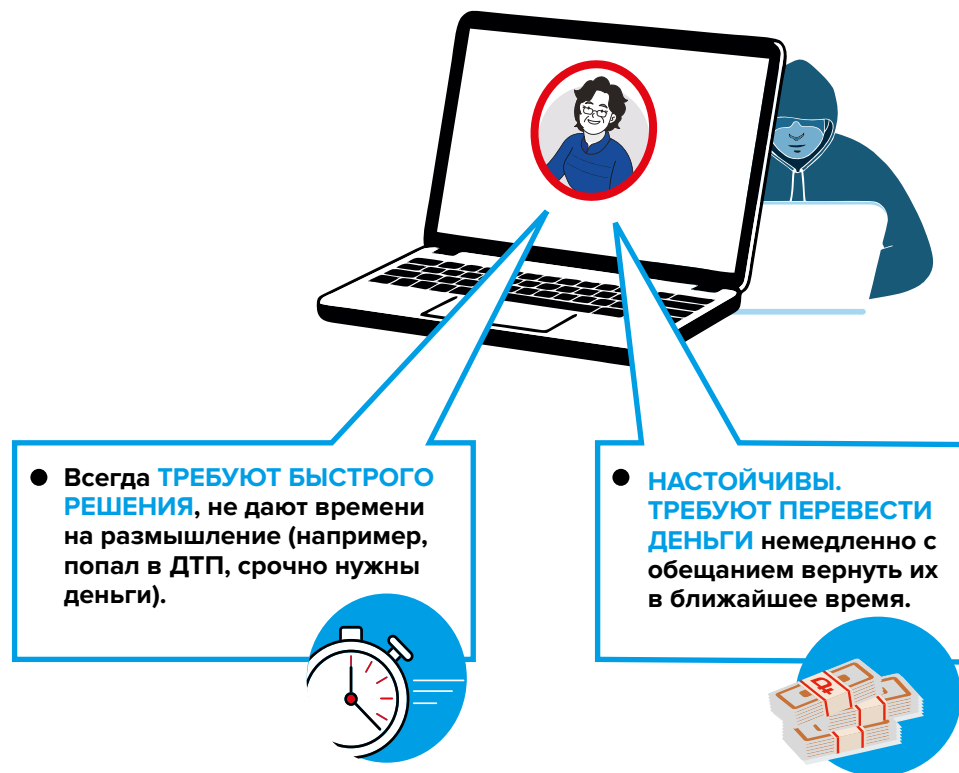 Всегда ТРЕБУЮТ БЫСТРОГО
РЕШЕНИЯ, не дают времени
на размышление (например,
попал в ДТП, срочно нужны
деньги).
НАСТОЙЧИВЫ.
ТРЕБУЮТ ПЕРЕВЕСТИ
ДЕНЬГИ немедленно с
обещанием вернуть их
в ближайшее время.